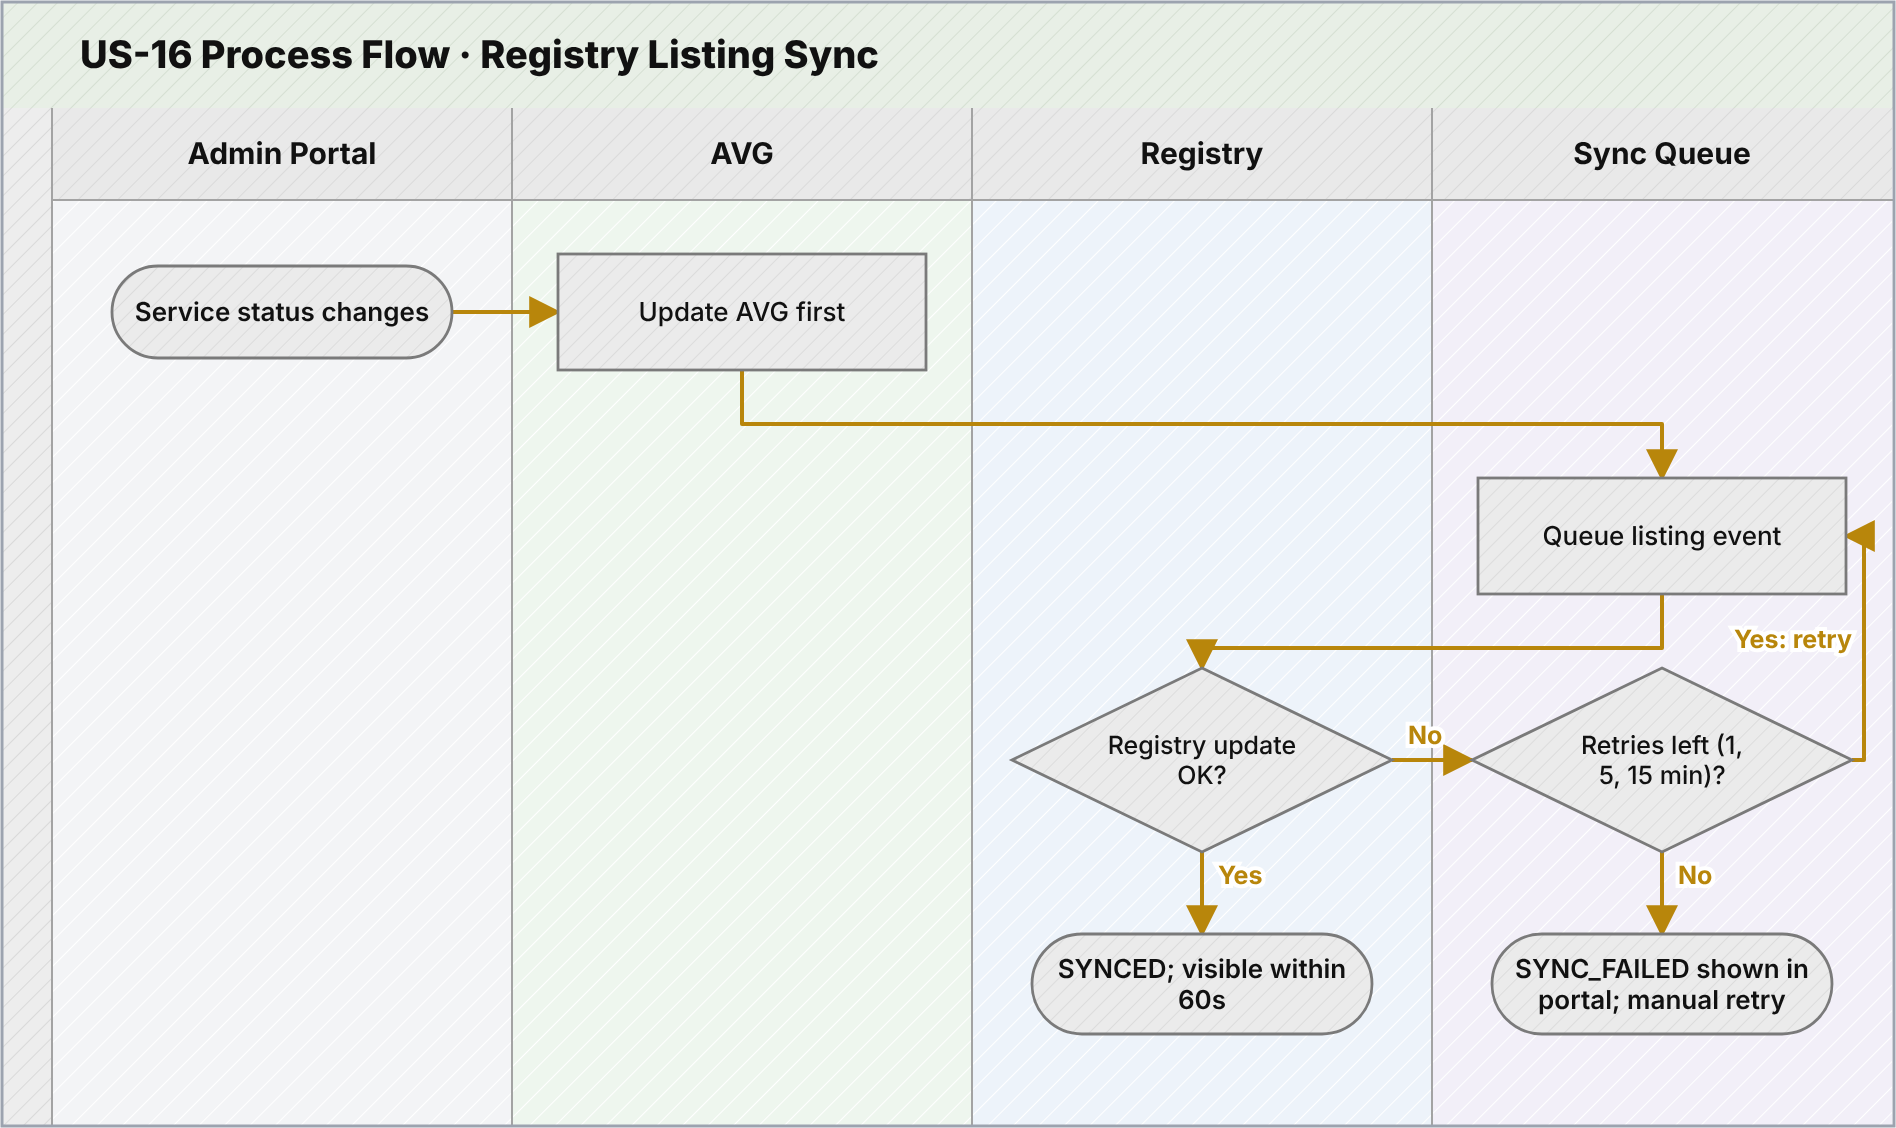 US-16 Process Flow · Registry Listing Sync
Admin Portal
AVG
Registry
Sync Queue
Service status changes
Update AVG first
Queue listing event
Yes: retry
Registry update
OK?
No
Retries left (1,
5, 15 min)?
Yes
No
SYNCED; visible within
60s
SYNC_FAILED shown in
portal; manual retry